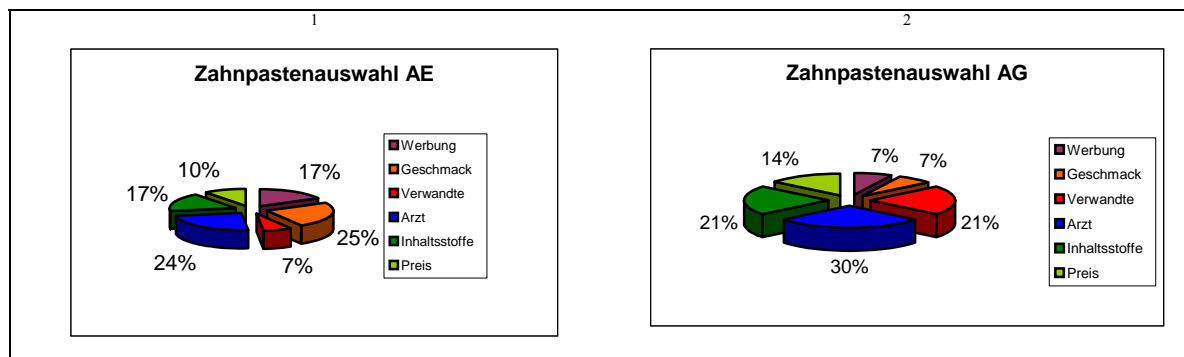 1
2
Zahnpastenauswahl AE
17%
25%
7%
24%
17%
10%
Werbung
Geschmack
Verwandte
Arzt
Inhaltsstoffe
Preis
Zahnpastenauswahl AG
7%
7%
21%
30%
21%
14%
Werbung
Geschmack
Verwandte
Arzt
Inhaltsstoffe
Preis